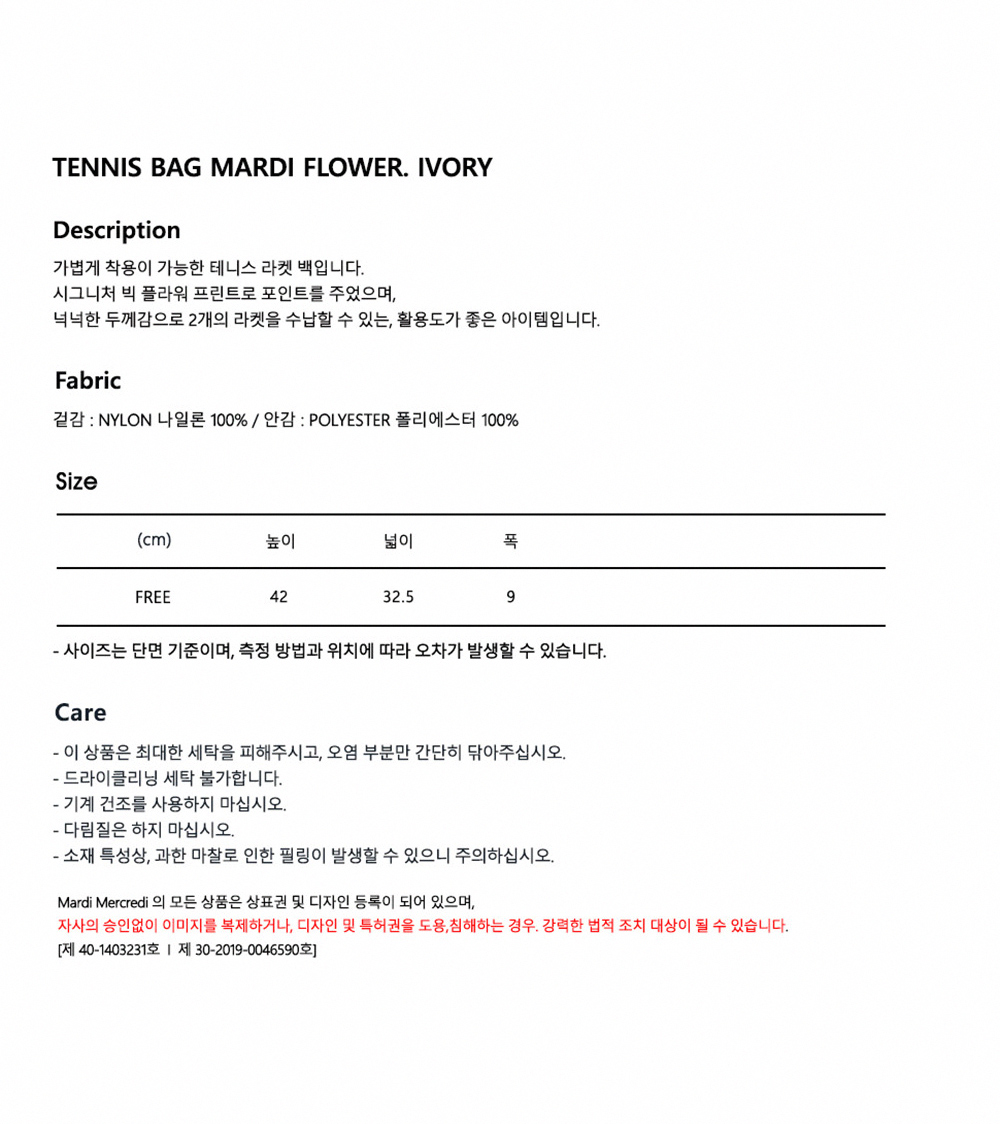 TENNIS BAG MARDI FLOWER. IVORY
Description
가볍게 착용이 가능한 테니스 라켓 백입니다.
시그니처 빅 플라워 프린트로 포인트를 주었으며,
넉넉한 두께감으로 2개의 라켓을 수납할 수 있는, 활용도가 좋은 아이템입니다.
Fabric
겉감 : NYLON 나일론 100% / 안감 : POLYESTER 폴리에스터 100%
Size
(cm) 높이 넓이 폭
FREE 42 32.5 9
- 사이즈는 단면 기준이며, 측정 방법과 위치에 따라 오차가 발생할 수 있습니다.
Care
- 이 상품은 최대한 세탁을 피해주시고, 오염 부분만 간단히 닦아주십시오.
- 드라이클리닝 세탁 불가합니다.
- 기계 건조를 사용하지 마십시오.
- 다림질은 하지 마십시오.
- 소재 특성상, 과한 마찰로 인한 필링이 발생할 수 있으니 주의하십시오.
Mardi Mercredi 의 모든 상품은 상표권 및 디자인 등록이 되어 있으며,
자사의 승인없이 이미지를 복제하거나, 디자인 및 특허권을 도용,침해하는 경우. 강력한 법적 조치 대상이 될 수 있습니다.
[제 40-1403231호 ㅣ 제 30-2019-0046590호]